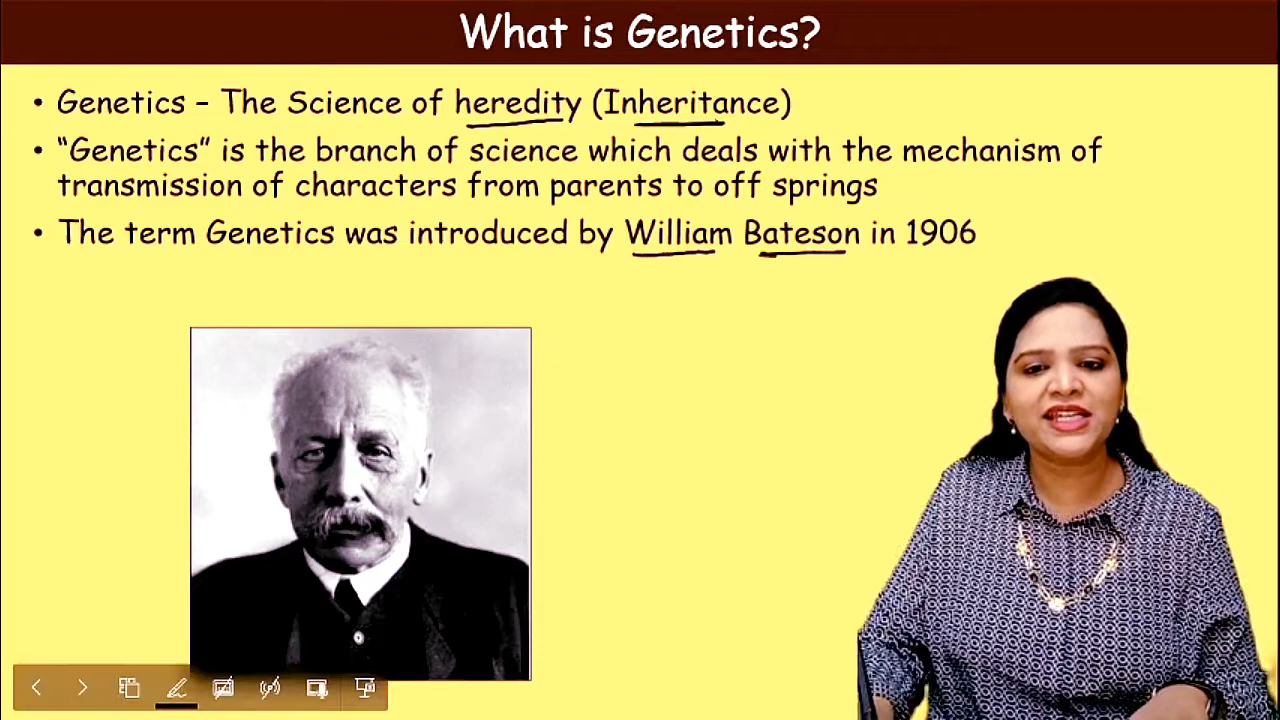 What is Genetics?
• Genetics – The Science of heredity (Inheritance)
• “Genetics” is the branch of science which deals with the mechanism of
transmission of characters from parents to off springs
• The term Genetics was introduced by William Bateson in 1906